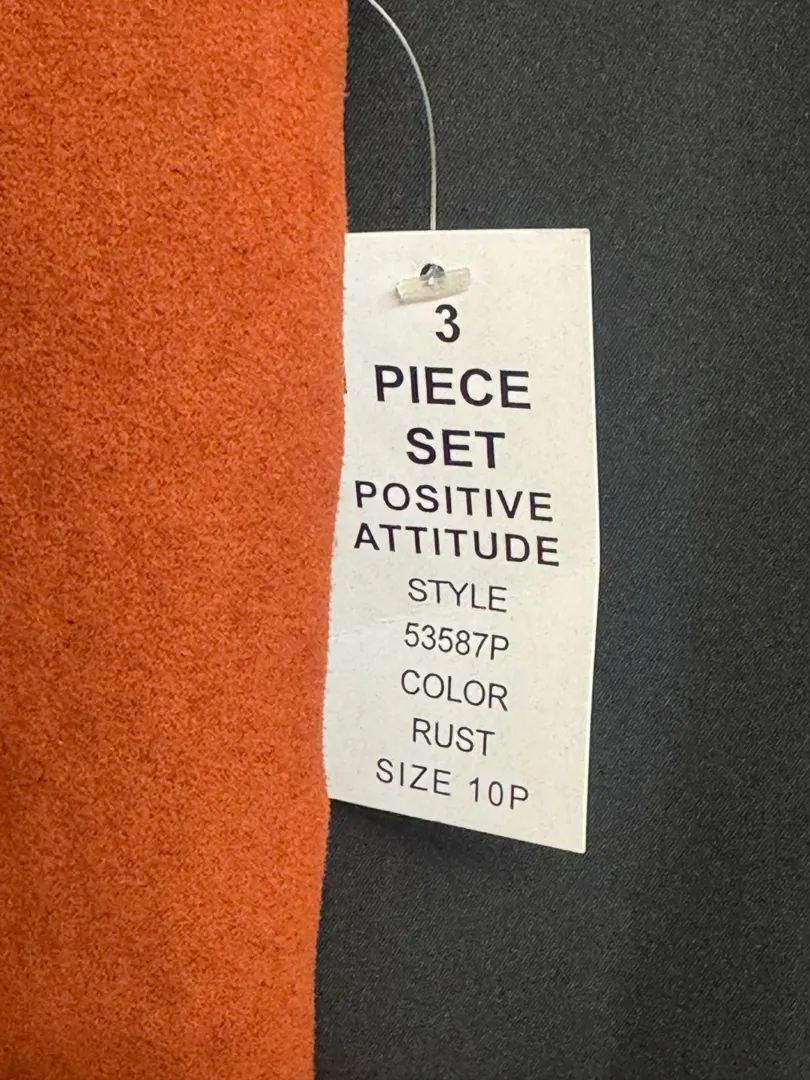 3
PIECE
SET
POSITIVE
ATTITUDE
STYLE
53587P
COLOR
RUST
SIZE 10P